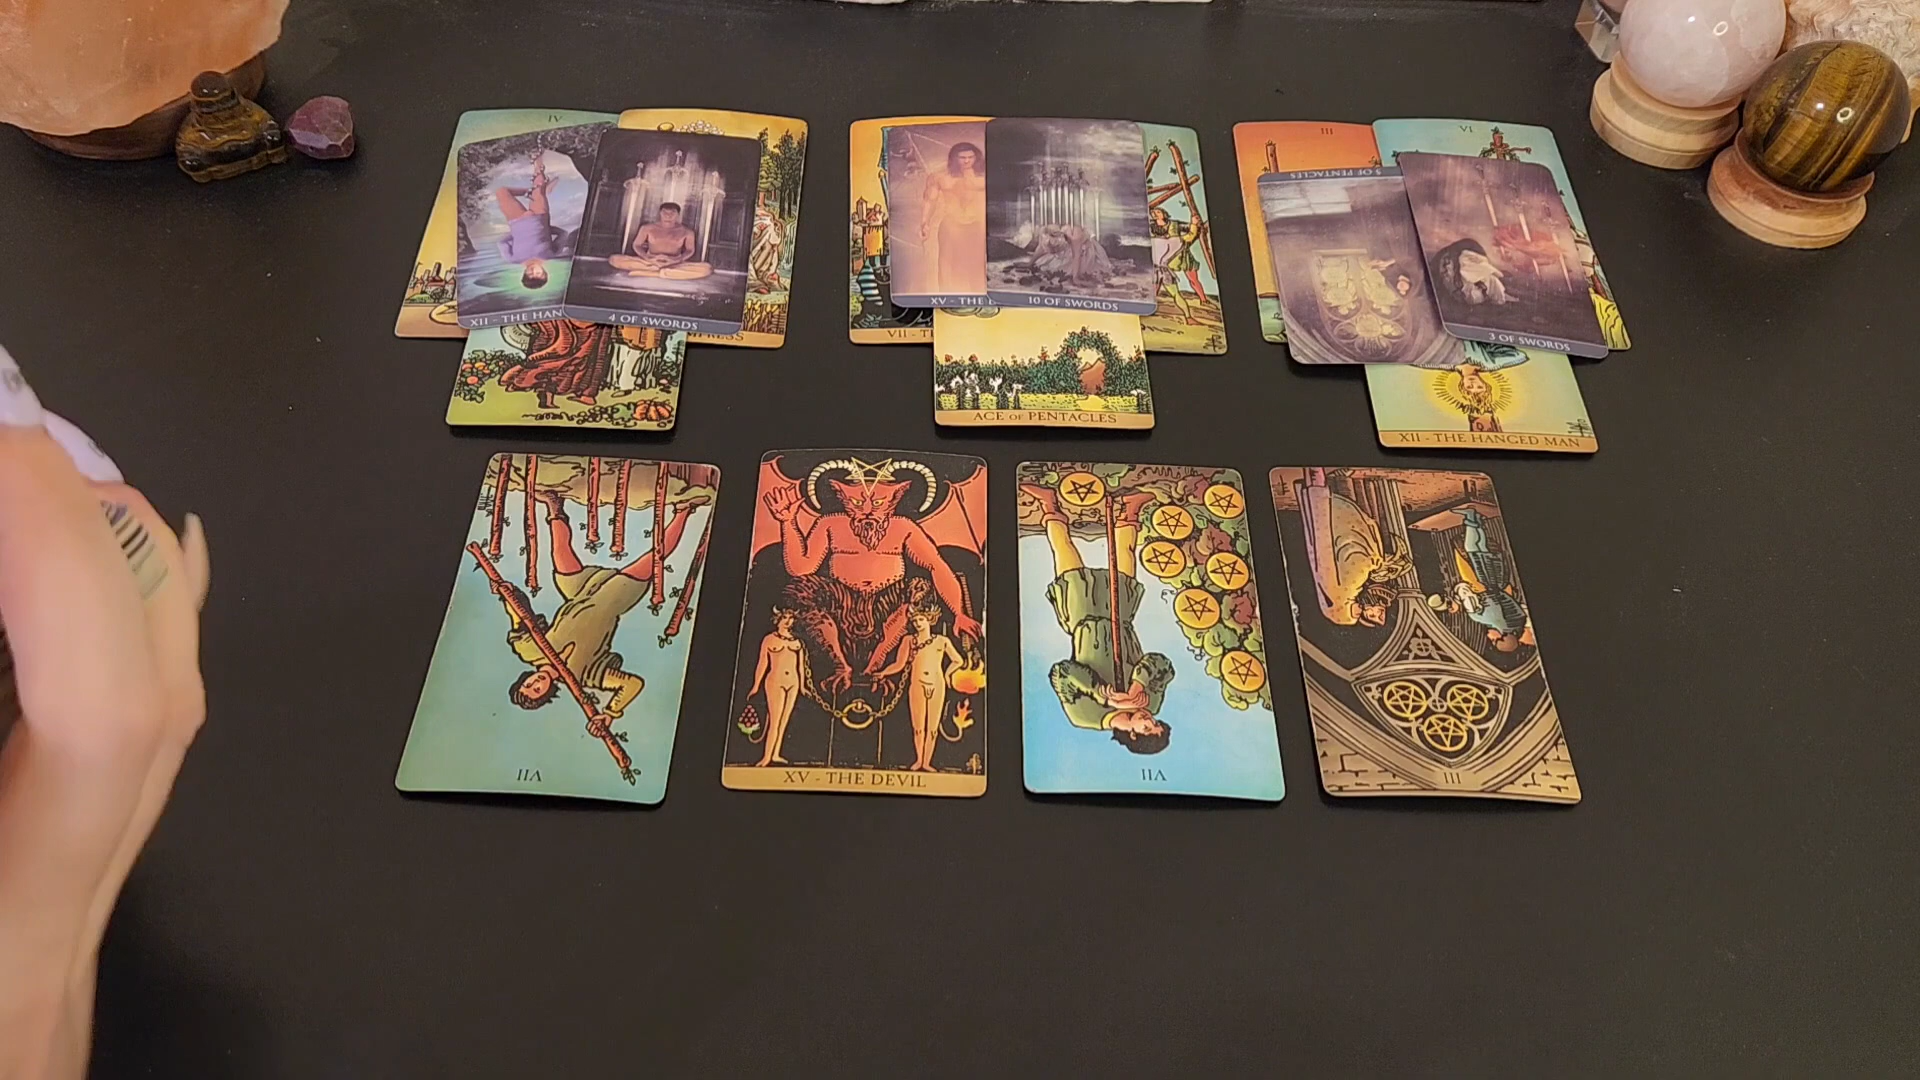 IV
XII - THE HAN
4 OF SWORDS
PRESS
VII - T
XV - THE D
10 OF SWORDS
ACE OF PENTACLES
III
VI
5 OF PENTACLES
3 OF SWORDS
XII - THE HANGED MAN
VII
XV - THE DEVIL
VII
III